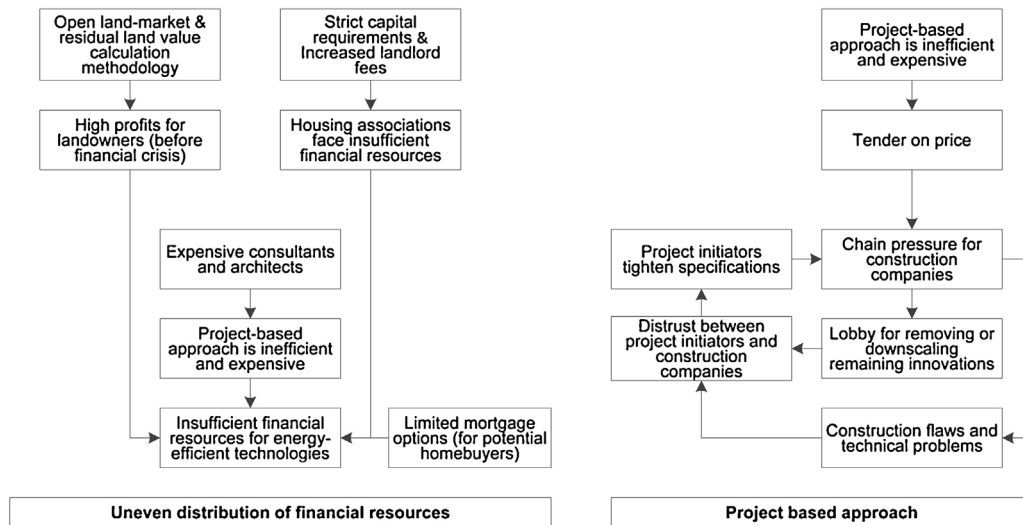 Open land-market &
residual land value
calculation
methodology
Strict capital
requirements &
Increased landlord
fees
High profits for
landowners (before
financial crisis)
Housing associations
face insufficient
financial resources
Expensive consultants
and architects
Project-based
approach is inefficient
and expensive
Insufficient financial
resources for energy-
efficient technologies
Limited mortgage
options (for potential
homebuyers)
Uneven distribution of financial resources
Project-based
approach is inefficient
and expensive
Tender on price
Project initiators
tighten specifications
Chain pressure for
construction
companies
Distrust between
project initiators and
construction
companies
Lobby for removing or
downscaling
remaining innovations
Construction flaws and
technical problems
Project based approach